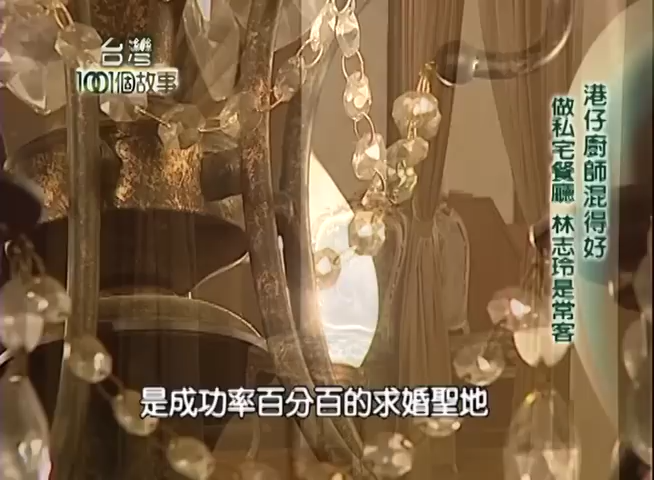 台灣
1001個故事
港仔廚師混得好
做私宅餐廳 林志玲是常客
是成功率百分百的求婚聖地